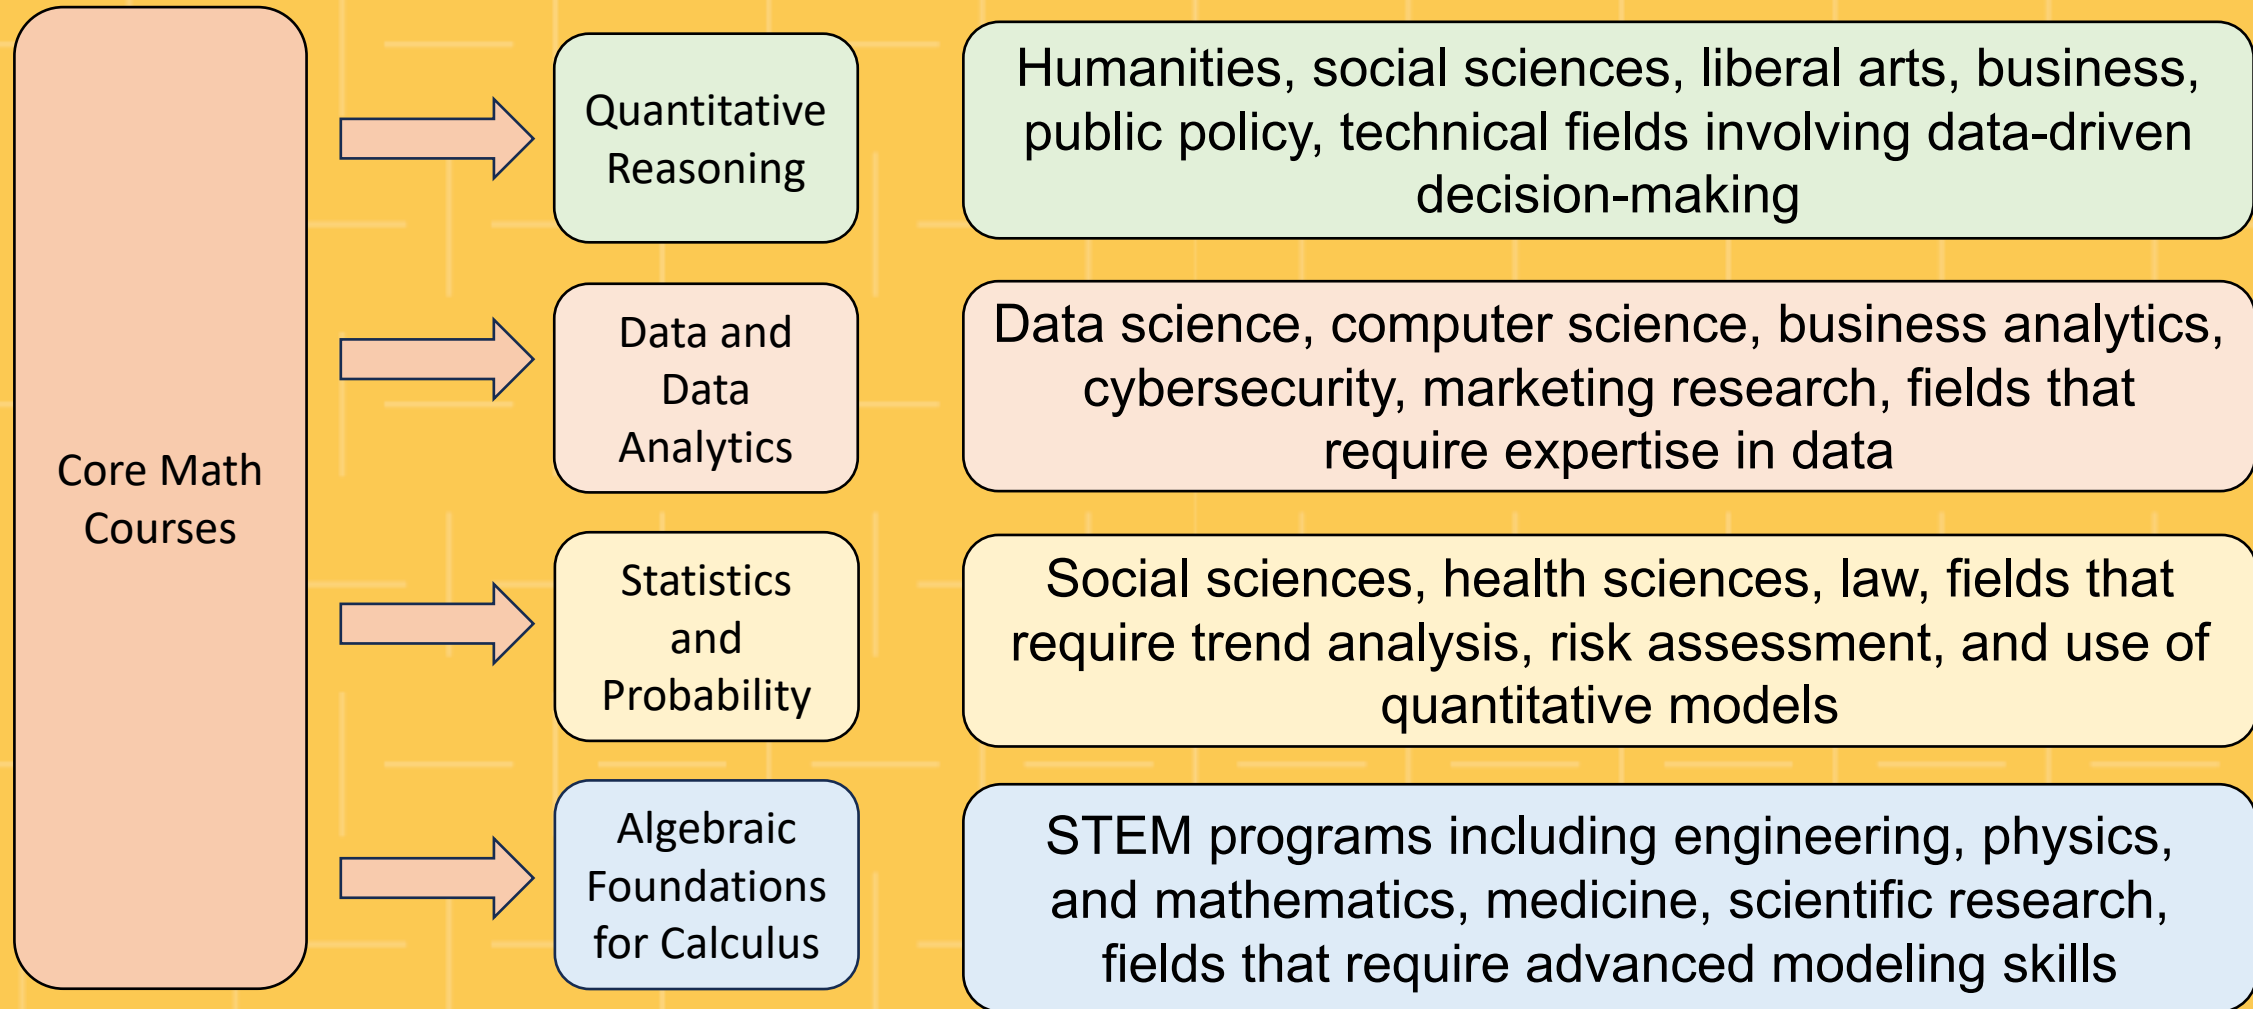 Core Math
Courses
Quantitative
Reasoning
Humanities, social sciences, liberal arts, business,
public policy, technical fields involving data-driven
decision-making
Data and
Data
Analytics
Data science, computer science, business analytics,
cybersecurity, marketing research, fields that
require expertise in data
Statistics
and
Probability
Social sciences, health sciences, law, fields that
require trend analysis, risk assessment, and use of
quantitative models
Algebraic
Foundations
for Calculus
STEM programs including engineering, physics,
and mathematics, medicine, scientific research,
fields that require advanced modeling skills